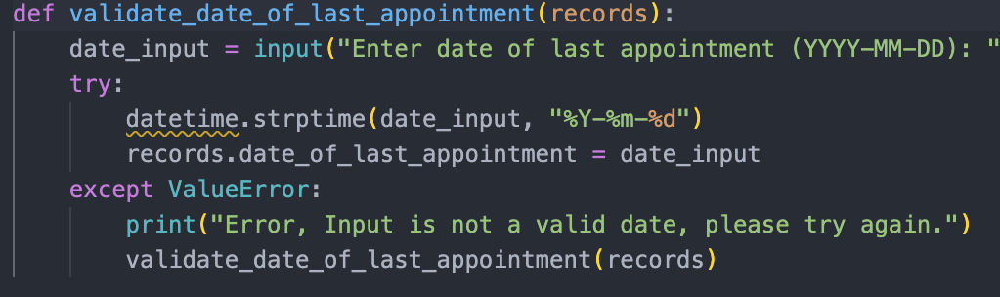 def validate_date_of_last_appointment(records):
    date_input = input("Enter date of last appointment (YYYY-MM-DD): "
    try:
        datetime.strptime(date_input, "%Y-%m-%d")
        records.date_of_last_appointment = date_input
    except ValueError:
        print("Error, Input is not a valid date, please try again.")
        validate_date_of_last_appointment(records)